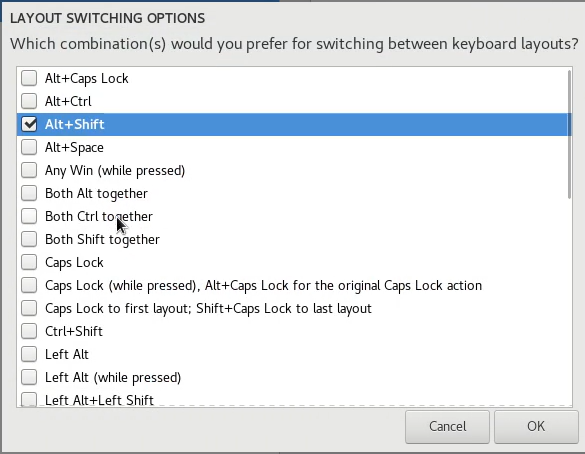 LAYOUT SWITCHING OPTIONS
Which combination(s) would you prefer for switching between keyboard layouts?
Alt+Caps Lock
Alt+Ctrl
Alt+Shift
Alt+Space
Any Win (while pressed)
Both Alt together
Both Ctrl together
Both Shift together
Caps Lock
Caps Lock (while pressed), Alt+Caps Lock for the original Caps Lock action
Caps Lock to first layout; Shift+Caps Lock to last layout
Ctrl+Shift
Left Alt
Left Alt (while pressed)
Left Alt+Left Shift
Cancel OK